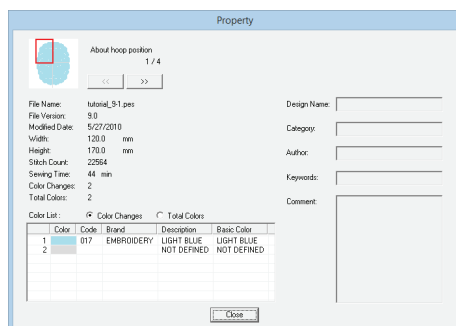 Property
About hoop position
1 / 4
<< >>
File Name: tutorial_9-1.pes
File Version: 9.0
Modified Date: 5/27/2010
Width: 120.0 mm
Height: 170.0 mm
Stitch Count: 22564
Sewing Time: 44 min
Color Changes: 2
Total Colors: 2
Design Name:
Category:
Author:
Keywords:
Comment:
Color List : Color Changes Total Colors
Color Code Brand Description Basic Color
1 017 EMBROIDERY LIGHT BLUE LIGHT BLUE
2 NOT DEFINED NOT DEFINED
Close